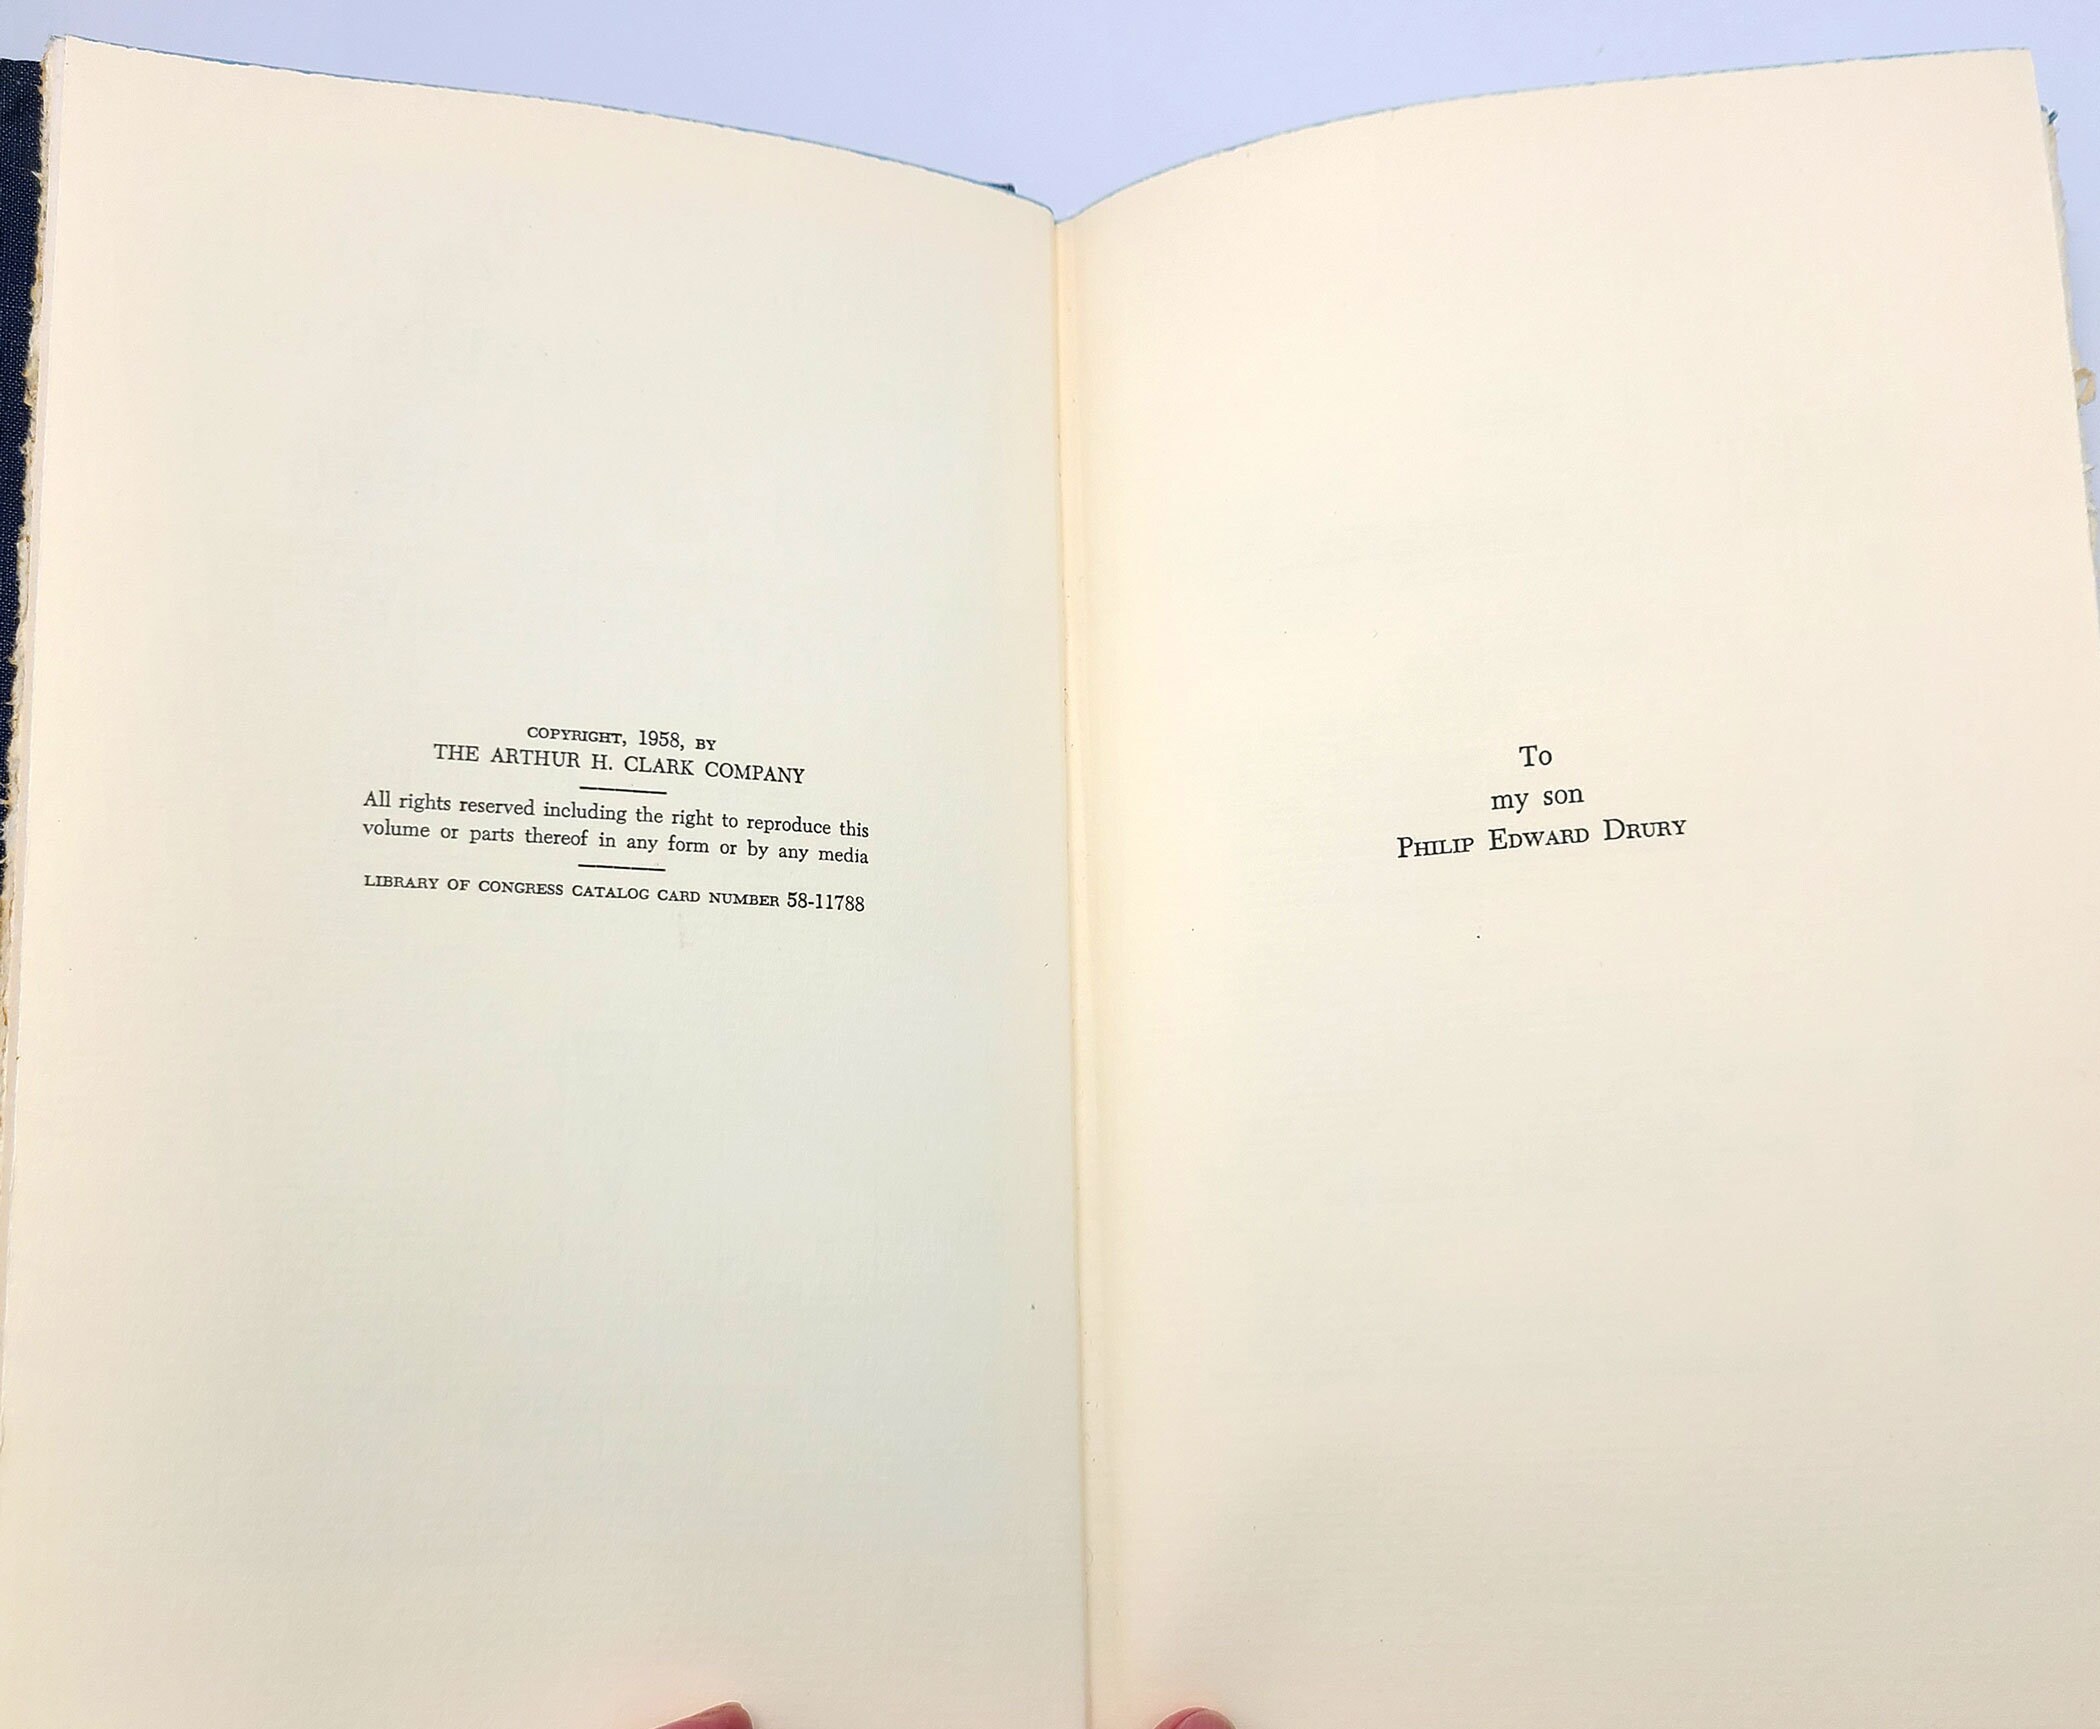 COPYRIGHT, 1958, BY
THE ARTHUR H. CLARK COMPANY
All rights reserved including the right to reproduce this
volume or parts thereof in any form or by any media
LIBRARY OF CONGRESS CATALOG CARD NUMBER 58-11788
To
my son
PHILIP EDWARD DRURY